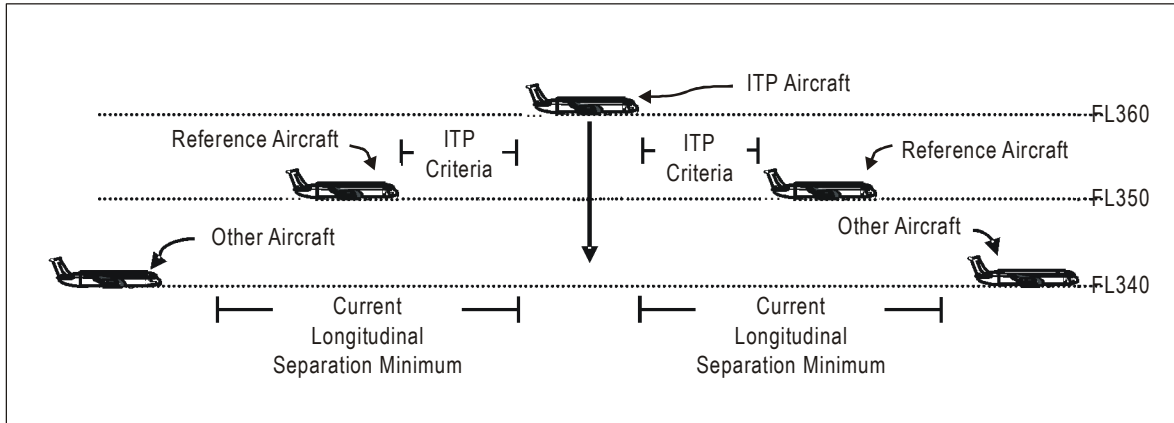 ITP Aircraft
FL360
Reference Aircraft
ITP
Criteria
ITP
Criteria
Reference Aircraft
FL350
Other Aircraft
Other Aircraft
FL340
Current
Longitudinal
Separation Minimum
Current
Longitudinal
Separation Minimum